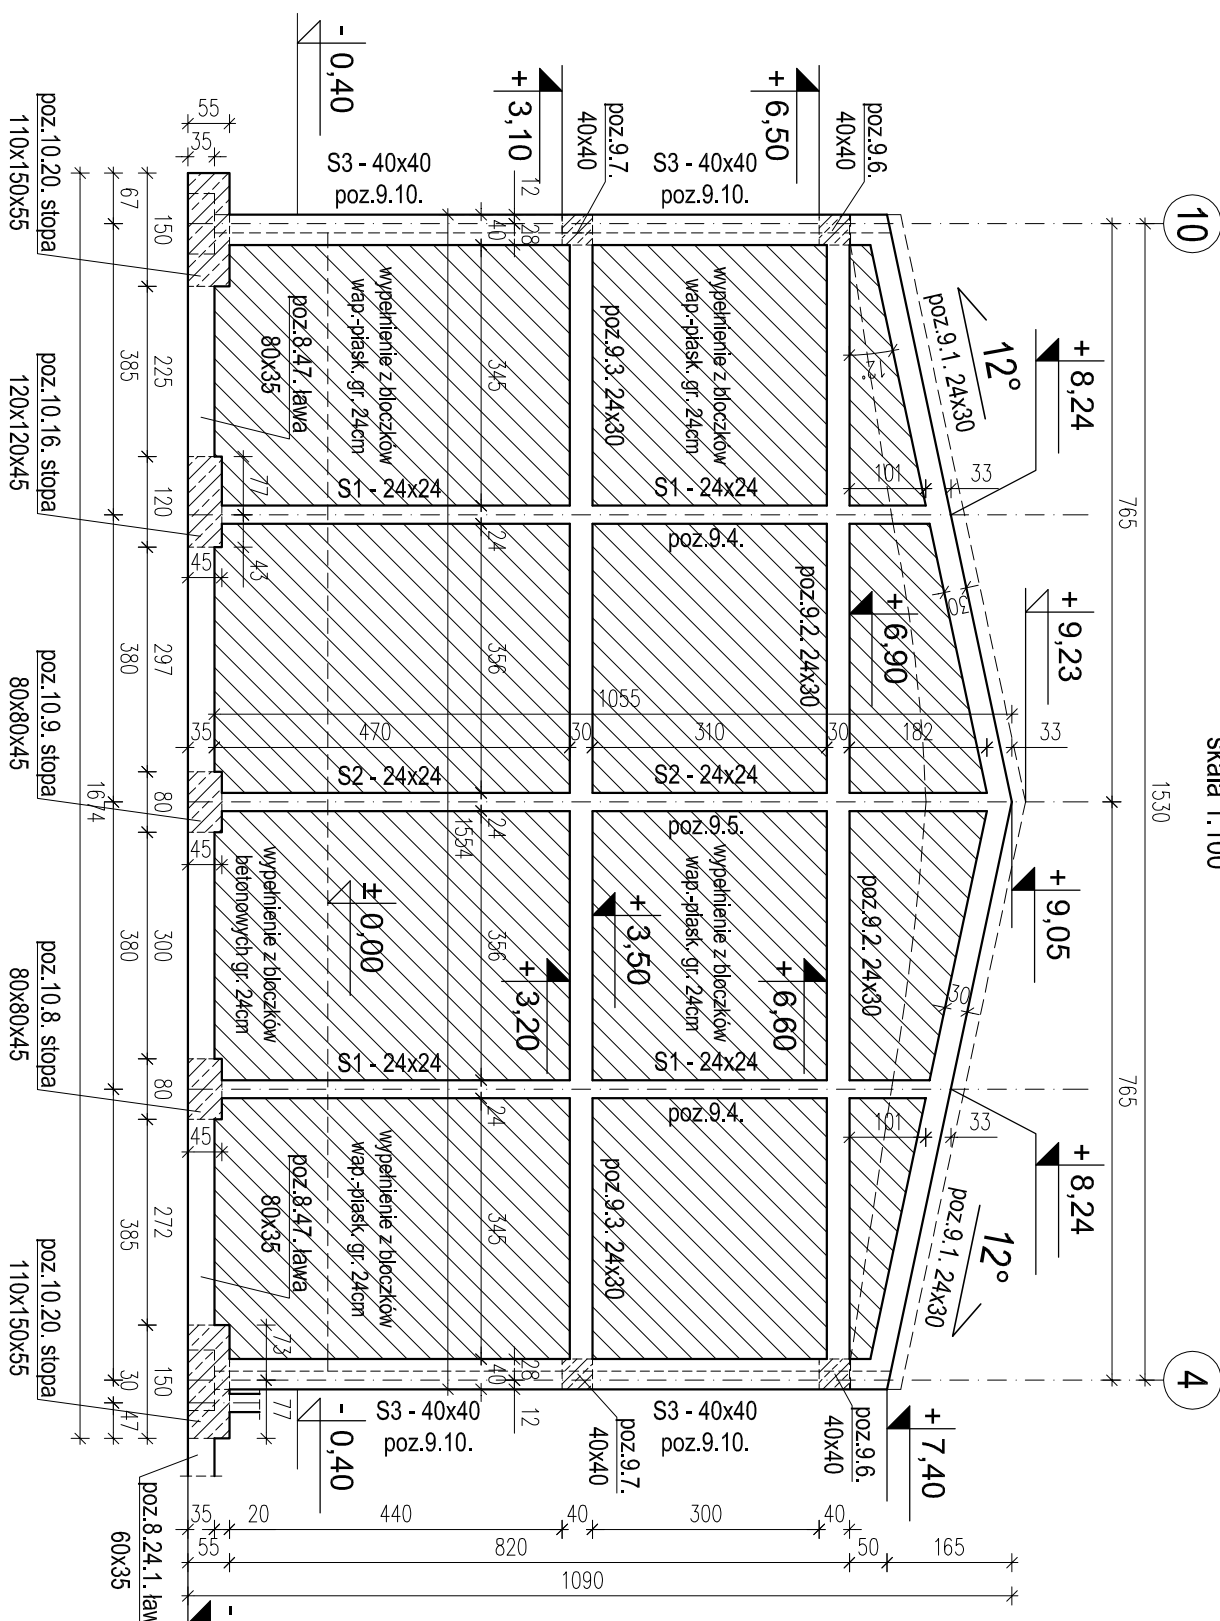 skala 1:100
10
4
1530
765
765
+ 8,24
+ 9,23
+ 9,05
+ 8,24
12°
poz.9.1. 24x30
12°
poz.9.1. 24x30
+ 7,40
33
33
33
101
101
182
30
30
12°
+ 6,50
poz.9.6.
40x40
+ 6,90
poz.9.2. 24x30
poz.9.2. 24x30
poz.9.6.
40x40
S3 - 40x40
poz.9.10.
wypełnienie z bloczków
wap.-piask. gr. 24cm
S1 - 24x24
poz.9.4.
S2 - 24x24
poz.9.5.
wypełnienie z bloczków
wap.-piask. gr. 24cm
+ 6,60
S1 - 24x24
poz.9.4.
S3 - 40x40
poz.9.10.
1055
30
310
30
470
35
+ 3,10
poz.9.7.
40x40
poz.9.3. 24x30
+ 3,50
+ 3,20
poz.9.3. 24x30
poz.9.7.
40x40
12
28
40
345
24
356
24
356
24
345
28
40
12
1554
S3 - 40x40
poz.9.10.
wypełnienie z bloczków
wap.-piask. gr. 24cm
S1 - 24x24
S2 - 24x24
S1 - 24x24
wypełnienie z bloczków
wap.-piask. gr. 24cm
S3 - 40x40
poz.9.10.
- 0,40
± 0,00
- 0,40
poz.8.47. ława
80x35
wypełnienie z bloczków
betonowych gr. 24cm
poz.8.47. ława
80x35
55
35
77
43
45
45
45
73
77
150
225
120
297
80
300
80
272
150
67
385
380
380
385
30
47
1674
poz.10.20. stopa
110x150x55
poz.10.16. stopa
120x120x45
poz.10.9. stopa
80x80x45
poz.10.8. stopa
80x80x45
poz.10.20. stopa
110x150x55
poz.8.24.1. ław
60x35
35
20
440
40
300
40
55
820
50
165
1090
-